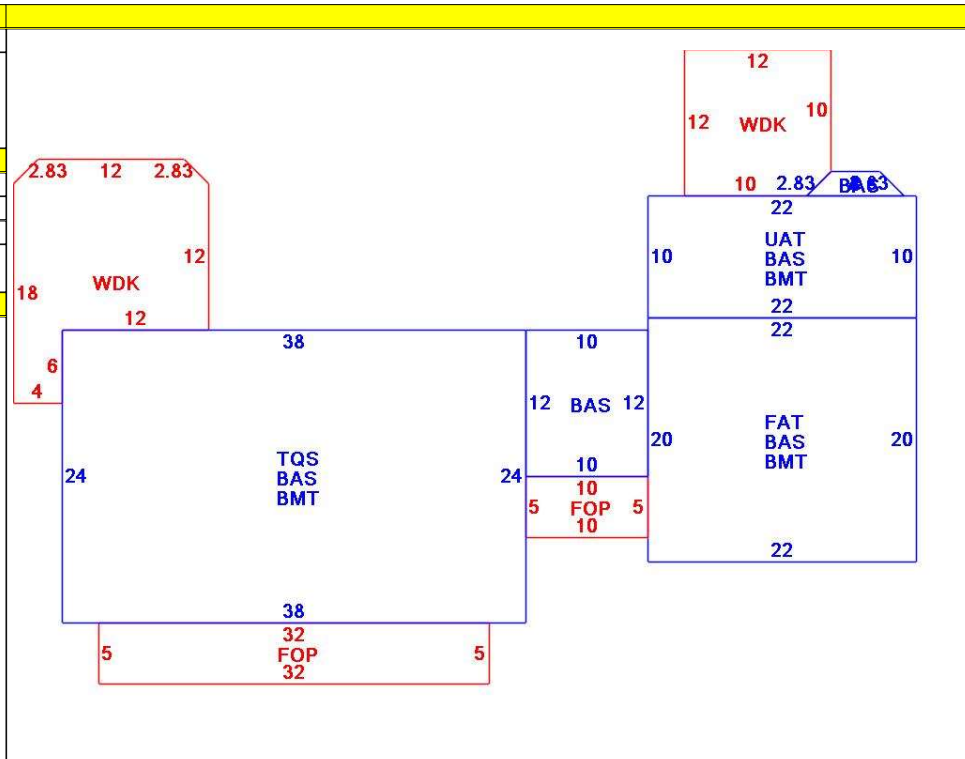 12
12 WDK 10
10
2.83 12 2.83
12
WDK
18
12
6
4
2.83 BAS
22
UAT
10 BAS 10
BMT
22
22
FAT
20 BAS 20
BMT
22
38
TQS
24 BAS 24
BMT
38
10
12 BAS 12
10
10
5 FOP 5
10
32
5 FOP 5
32